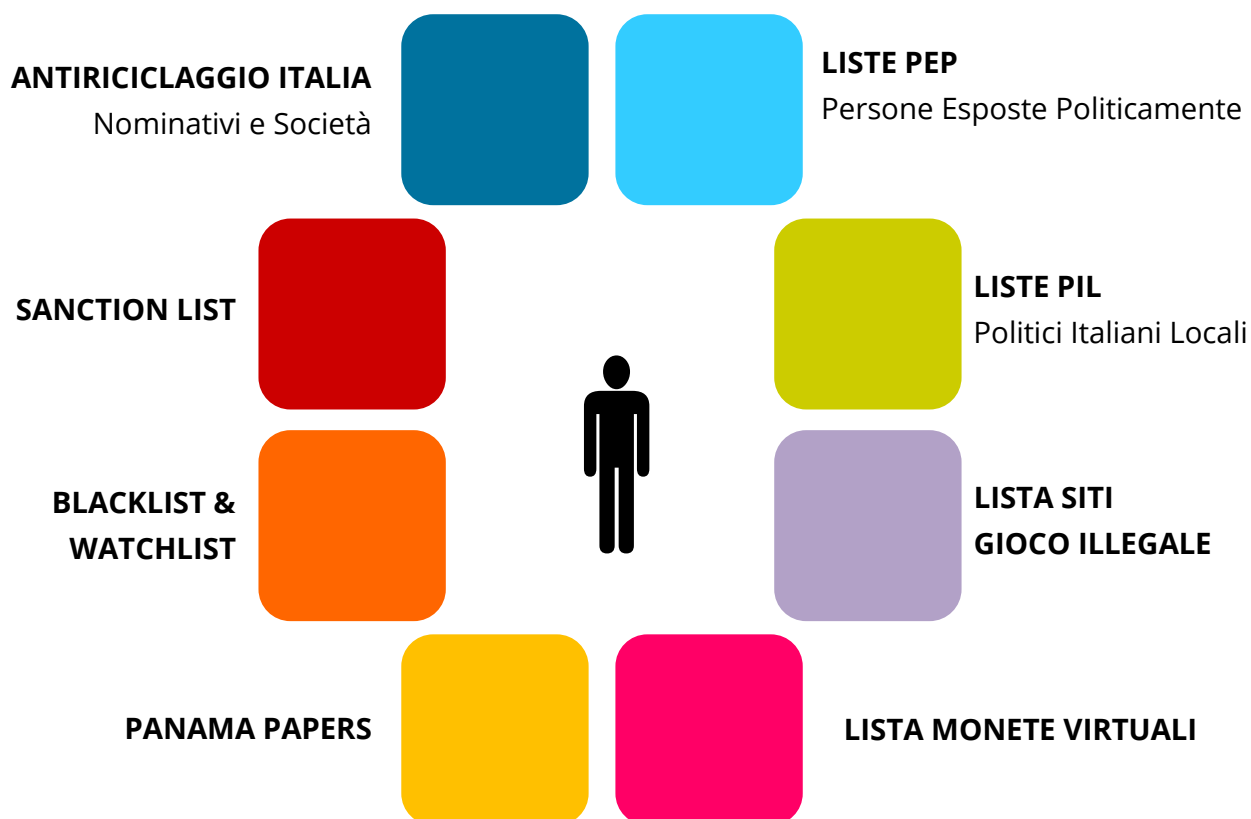 ANTIRICICLAGGIO ITALIA
Nominativi e Società
LISTE PEP
Persone Esposte Politicamente
SANCTION LIST
LISTE PIL
Politici Italiani Locali
BLACKLIST &
WATCHLIST
LISTA SITI
GIOCO ILLEGALE
PANAMA PAPERS
LISTA MONETE VIRTUALI